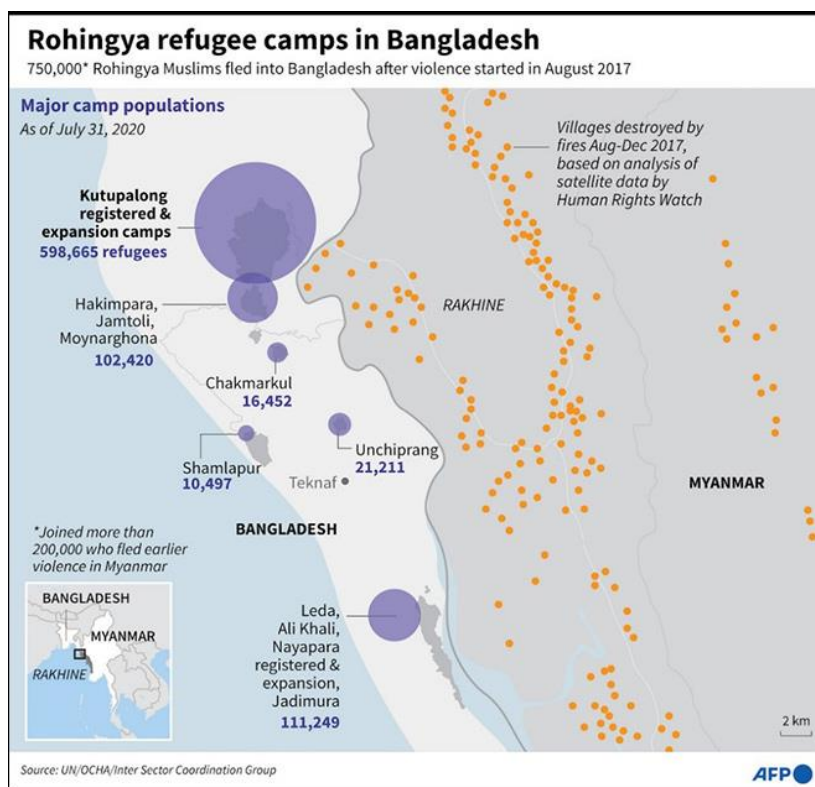 Rohingya refugee camps in Bangladesh
750,000* Rohingya Muslims fled into Bangladesh after violence started in August 2017
Major camp populations
As of July 31, 2020
Villages destroyed by
fires Aug-Dec 2017,
based on analysis of
satellite data by
Human Rights Watch
Kutupalong
registered &
expansion camps
598,665 refugees
Hakimpara,
Jamtoli,
Moynarghona
102,420
RAKHINE
Chakmarkul
16,452
Shamlapur
10,497
Unchiprang
21,211
Teknaf
MYANMAR
BANGLADESH
*Joined more than
200,000 who fled earlier
violence in Myanmar
BANGLADESH
MYANMAR
RAKHINE
Leda,
Ali Khali,
Nayapara
registered &
expansion,
Jadimura
111,249
2 km
Source: UN/OCHA/Inter Sector Coordination Group
AFP